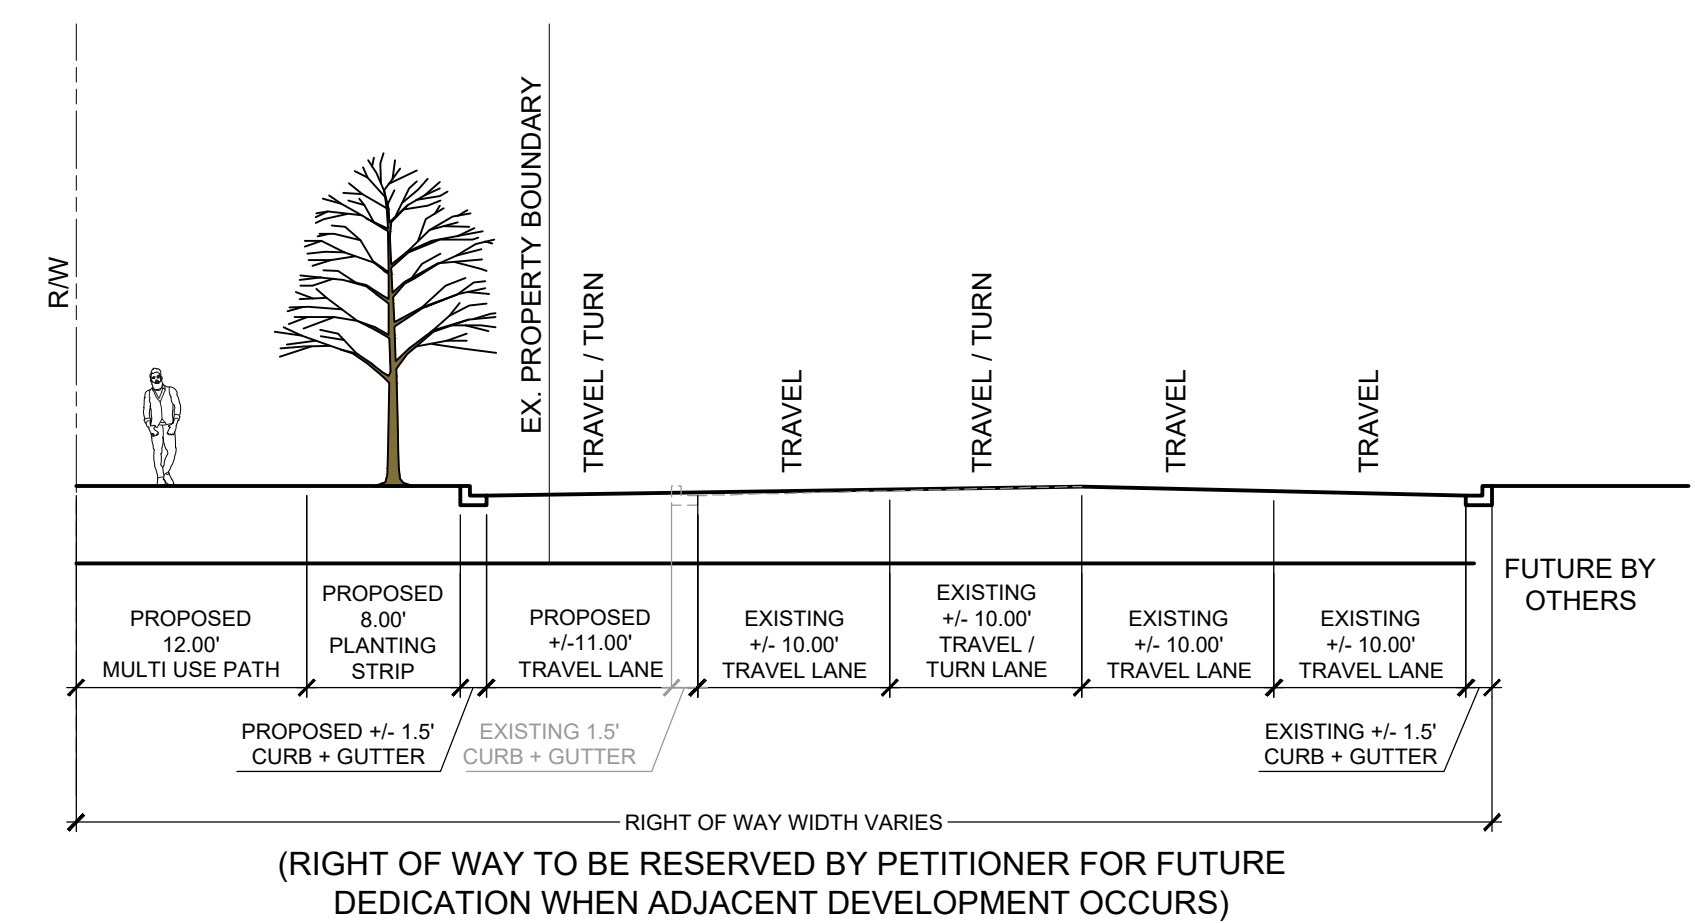 R/W
EX. PROPERTY BOUNDARY
TRAVEL / TURN
TRAVEL
TRAVEL / TURN
TRAVEL
TRAVEL
PROPOSED
12.00'
MULTI USE PATH
PROPOSED
8.00'
PLANTING
STRIP
PROPOSED
+/-11.00'
TRAVEL LANE
EXISTING
+/- 10.00'
TRAVEL LANE
EXISTING
+/- 10.00'
TRAVEL /
TURN LANE
EXISTING
+/- 10.00'
TRAVEL LANE
EXISTING
+/- 10.00'
TRAVEL LANE
FUTURE BY
OTHERS
PROPOSED +/- 1.5'
CURB + GUTTER
EXISTING 1.5'
CURB + GUTTER
EXISTING +/- 1.5'
CURB + GUTTER
RIGHT OF WAY WIDTH VARIES
(RIGHT OF WAY TO BE RESERVED BY PETITIONER FOR FUTURE
DEDICATION WHEN ADJACENT DEVELOPMENT OCCURS)